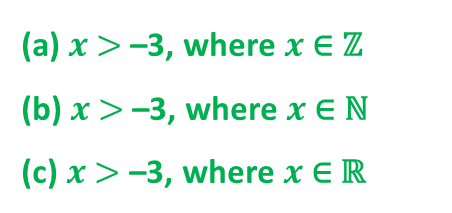 (a) x > –3, where x ∈ ℤ
(b) x > –3, where x ∈ ℕ
(c) x > –3, where x ∈ ℝ